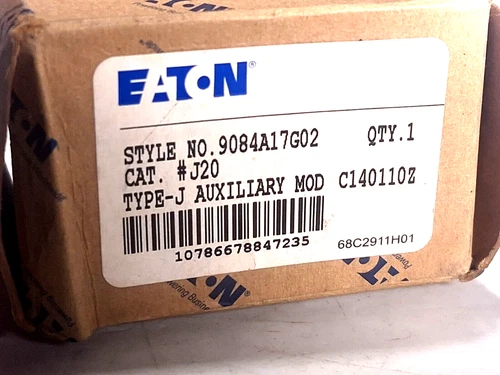 EATON®
STYLE NO.9084A17G02 QTY.1
CAT. #J20
TYPE-J AUXILIARY MOD C140110Z
10786678847235
68C2911H01